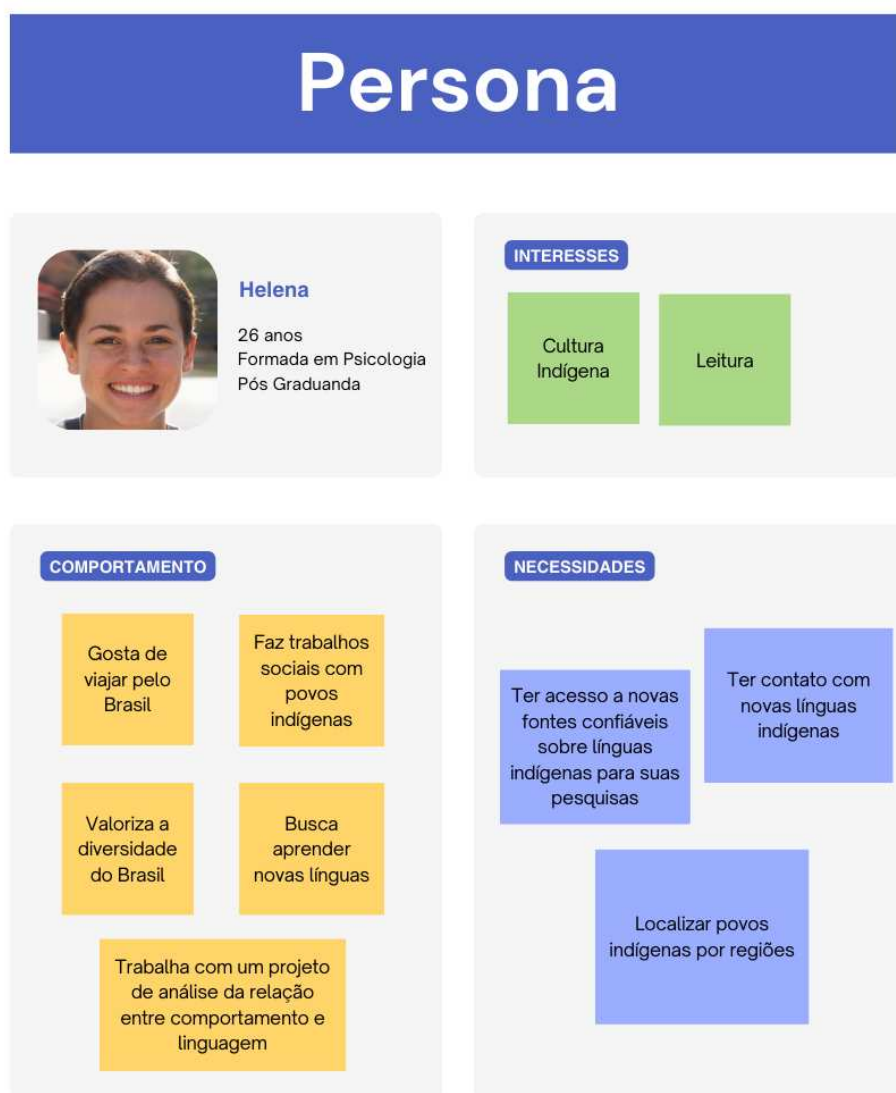 Persona
Helena
26 anos
Formada em Psicologia
Pós Graduanda
INTERESSES
Cultura
Indígena
Leitura
COMPORTAMENTO
Gosta de
viajar pelo
Brasil
Faz trabalhos
sociais com
povos
indígenas
Valoriza a
diversidade
do Brasil
Busca
aprender
novas línguas
Trabalha com um projeto
de análise da relação
entre comportamento e
linguagem
NECESSIDADES
Ter acesso a novas
fontes confiáveis
sobre línguas
indígenas para suas
pesquisas
Ter contato com
novas línguas
indígenas
Localizar povos
indígenas por regiões